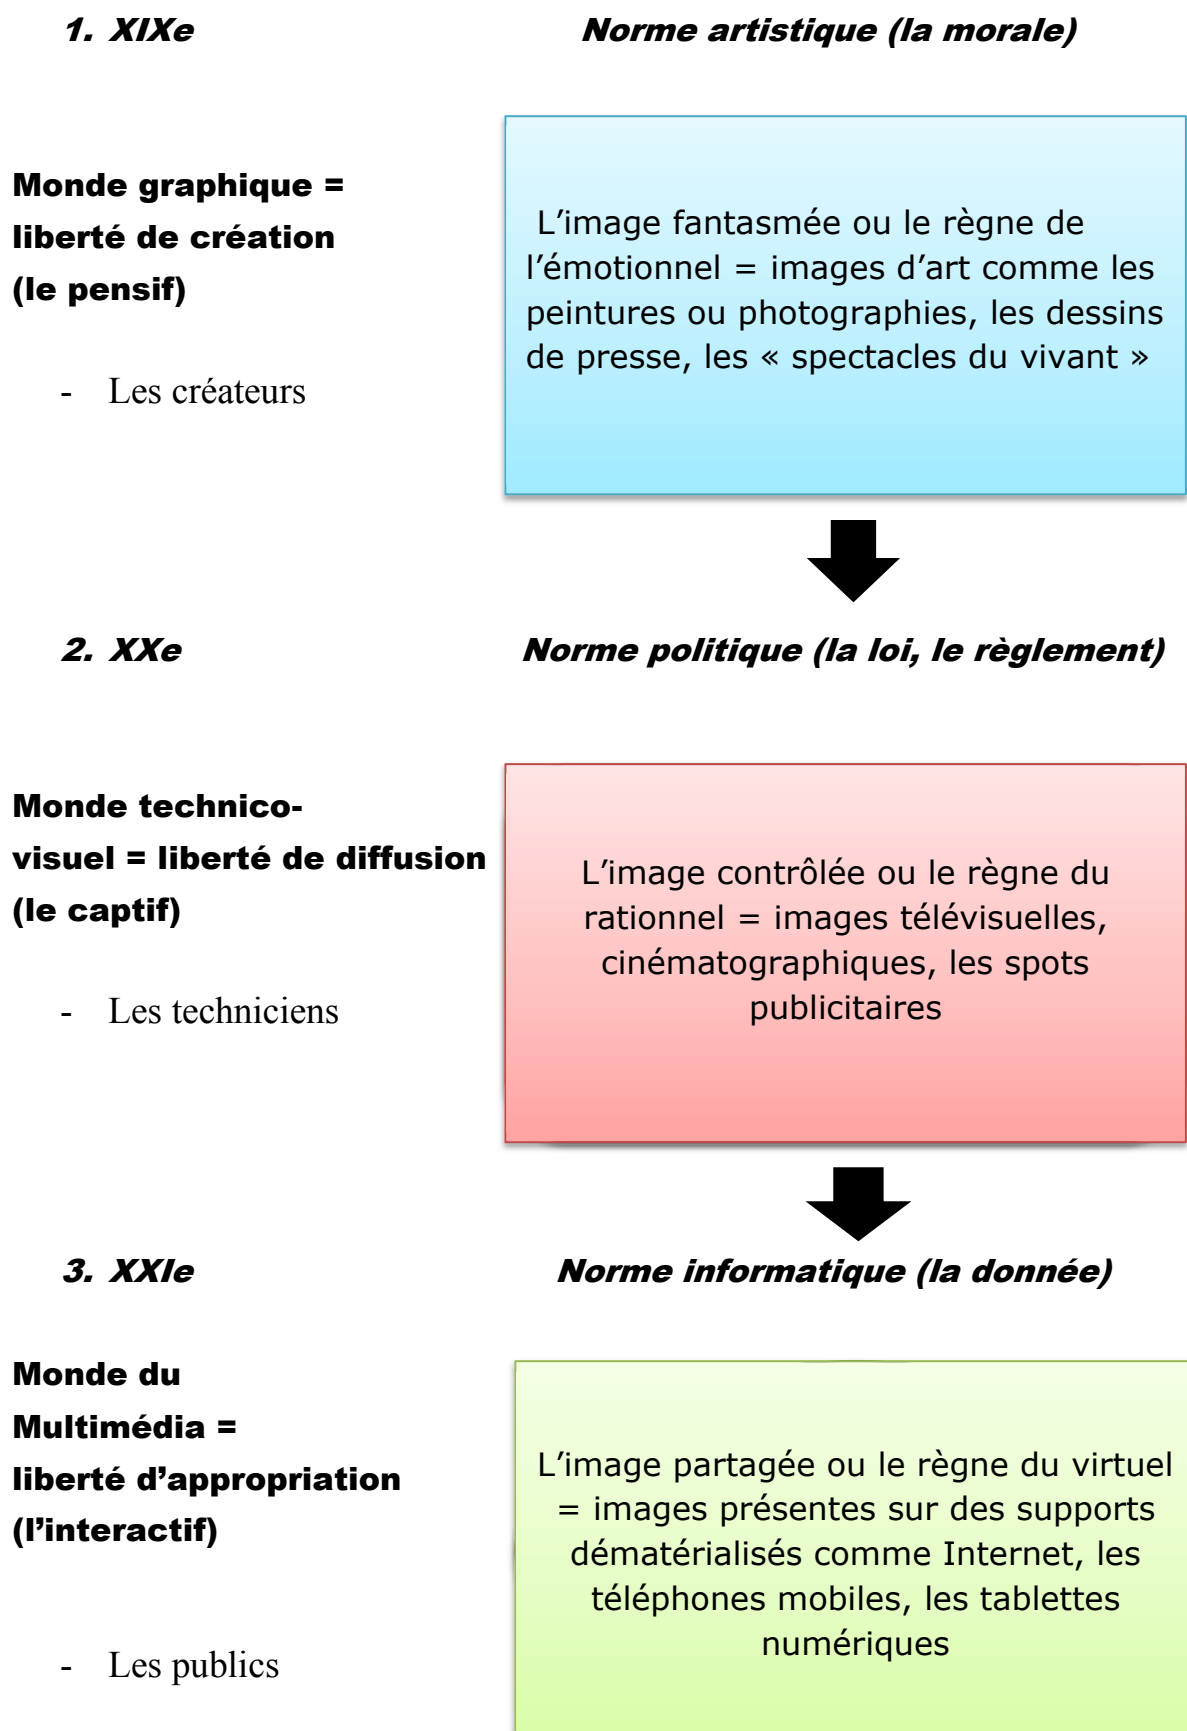 1. XIXe
Norme artistique (la morale)
Monde graphique =
liberté de création
(le pensif)
- Les créateurs
L’image fantasmée ou le règne de
l’émotionnel = images d’art comme les
peintures ou photographies, les dessins
de presse, les « spectacles du vivant »
2. XXe
Norme politique (la loi, le règlement)
Monde technico-
visuel = liberté de diffusion
(le captif)
- Les techniciens
L’image contrôlée ou le règne du
rationnel = images télévisuelles,
cinématographiques, les spots
publicitaires
3. XXIe
Norme informatique (la donnée)
Monde du
Multimédia =
liberté d’appropriation
(l’interactif)
- Les publics
L’image partagée ou le règne du virtuel
= images présentes sur des supports
dématérialisés comme Internet, les
téléphones mobiles, les tablettes
numériques